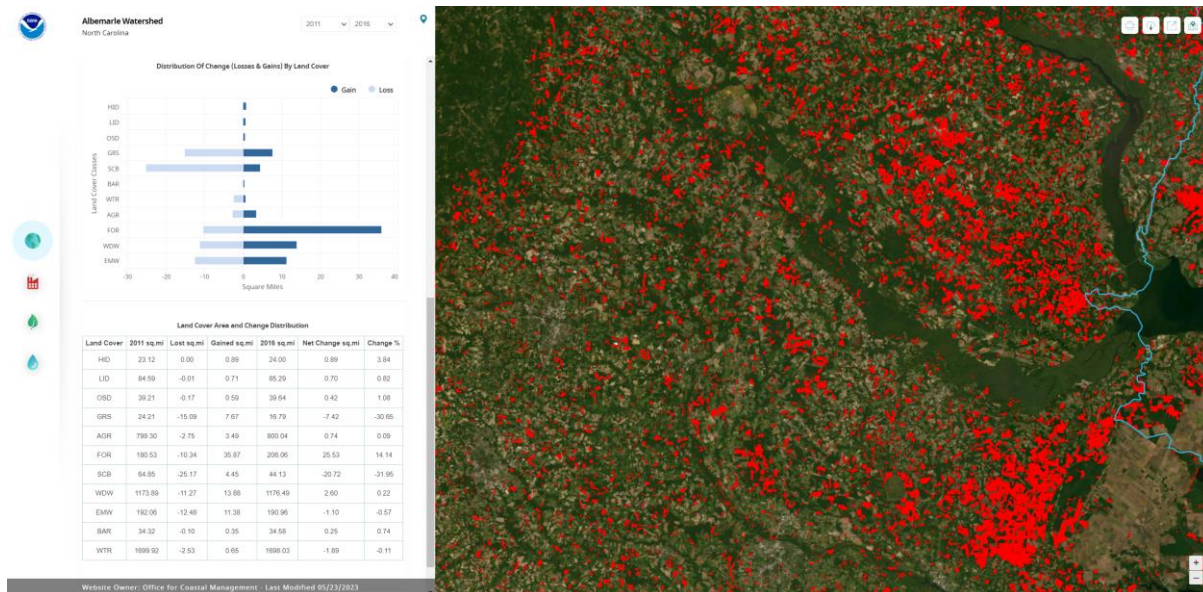 Albemarle Watershed
North Carolina
2011 2016
Distribution Of Change (Losses & Gains) By Land Cover
Gain Loss
Land Cover Classes
HID
LID
OSD
GRS
SCB
BAR
WTR
AGR
FOR
WDW
EMW
-30 -20 -10 0 10 20 30 40
Square Miles
Land Cover Area and Change Distribution
Land Cover 2011 sq.mi Lost sq.mi Gained sq.mi 2016 sq.mi Net Change sq.mi Change %
HID 23.12 0.00 0.89 24.00 0.89 3.84
LID 84.59 -0.01 0.71 85.29 0.70 0.82
OSD 39.21 -0.17 0.59 39.64 0.42 1.08
GRS 24.21 -15.09 7.67 16.79 -7.42 -30.65
AGR 799.30 -2.75 3.49 800.04 0.74 0.09
FOR 180.53 -10.34 35.87 206.06 25.53 14.14
SCB 64.85 -25.17 4.45 44.13 -20.72 -31.95
WDW 1173.89 -11.27 13.88 1176.49 2.60 0.22
EMW 192.06 -12.48 11.38 190.96 -1.10 -0.57
BAR 34.32 -0.10 0.35 34.58 0.25 0.74
WTR 1699.92 -2.53 0.65 1698.03 -1.89 -0.11
Website Owner: Office for Coastal Management - Last Modified 05/23/2023